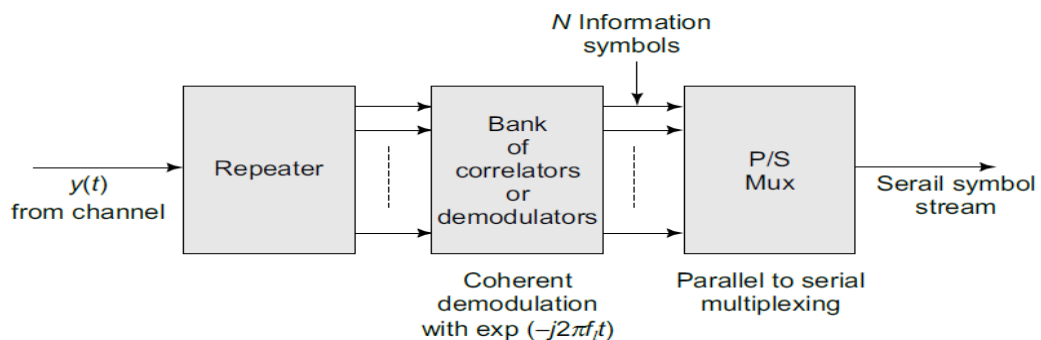 N Information
symbols
Repeater
Bank
of
correlators
or
demodulators
P/S
Mux
y(t)
from channel
Serail symbol
stream
Coherent
demodulation
with exp (–j2πfᵢt)
Parallel to serial
multiplexing